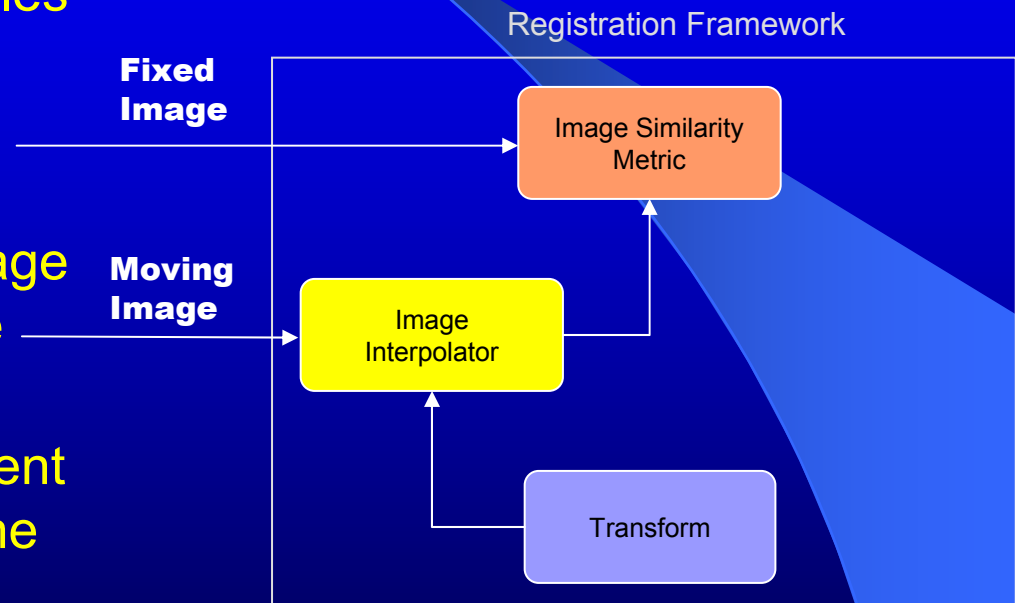 Registration Framework
Fixed
Image
Image Similarity
Metric
Moving
Image
Image
Interpolator
Transform